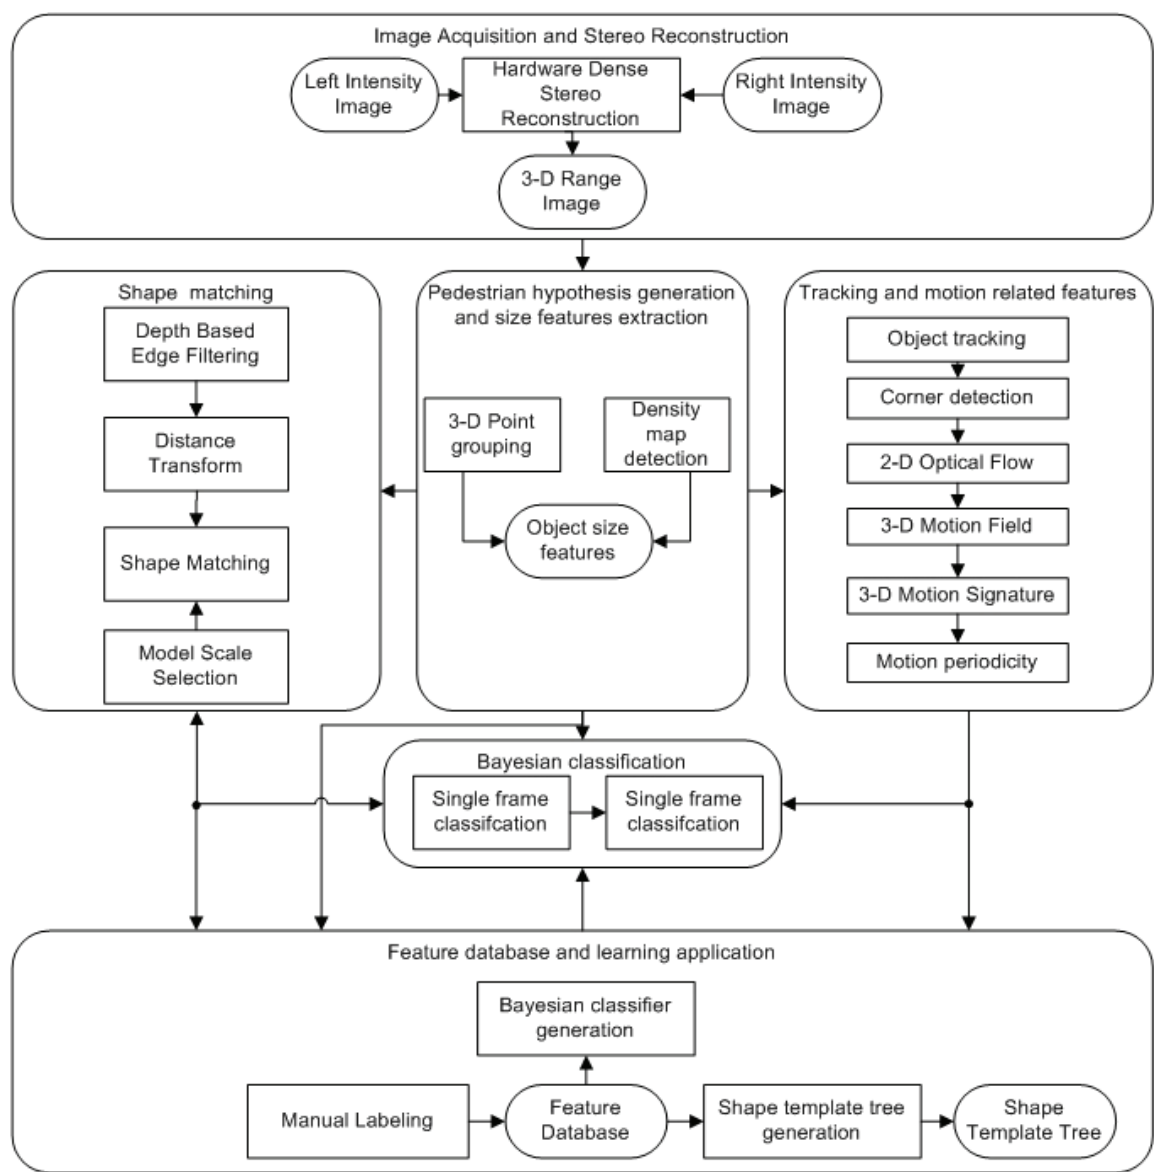 Image Acquisition and Stereo Reconstruction
Left Intensity
Image
Hardware Dense
Stereo
Reconstruction
Right Intensity
Image
3-D Range
Image
Shape matching
Depth Based
Edge Filtering
Distance
Transform
Shape Matching
Model Scale
Selection
Pedestrian hypothesis generation
and size features extraction
3-D Point
grouping
Density
map
detection
Object size
features
Tracking and motion related features
Object tracking
Corner detection
2-D Optical Flow
3-D Motion Field
3-D Motion Signature
Motion periodicity
Bayesian classification
Single frame
classifcation
Single frame
classifcation
Feature database and learning application
Bayesian classifier
generation
Manual Labeling
Feature
Database
Shape template tree
generation
Shape
Template Tree